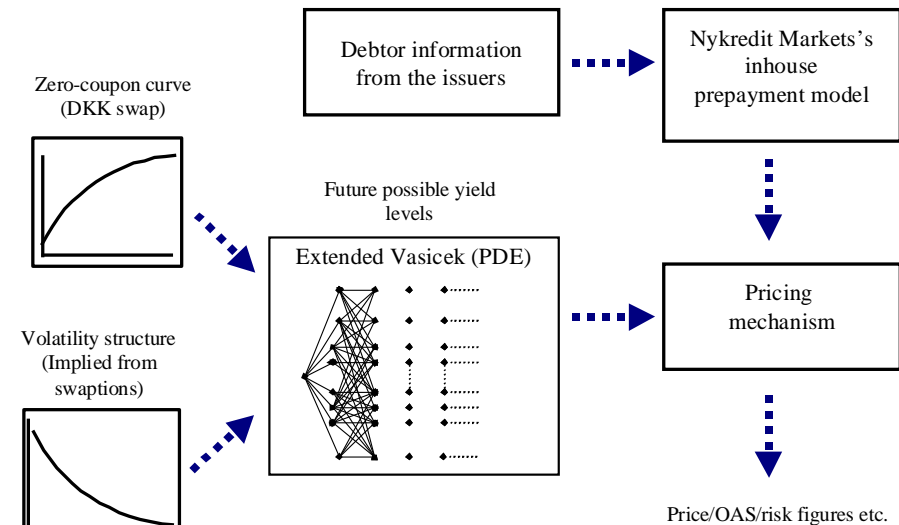 Debtor information
from the issuers
Nykredit Markets's
inhouse
prepayment model
Zero-coupon curve
(DKK swap)
Future possible yield
levels
Extended Vasicek (PDE)
Pricing
mechanism
Volatility structure
(Implied from
swaptions)
Price/OAS/risk figures etc.